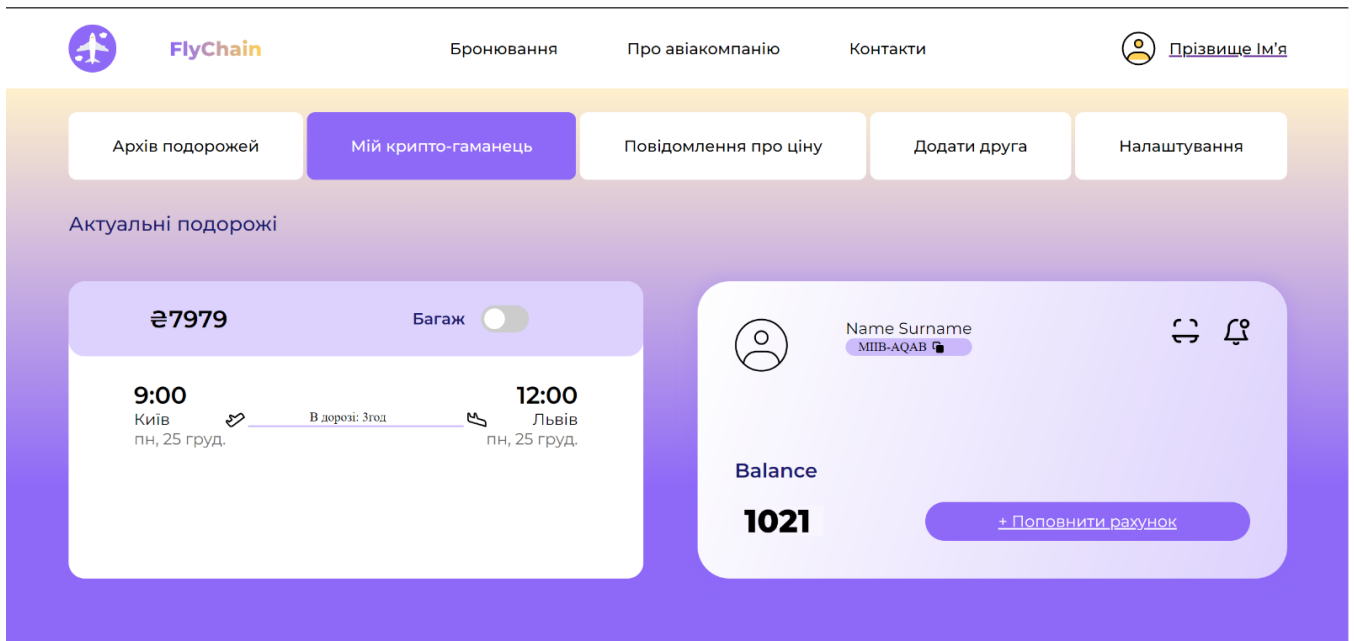 FlyChain
Бронювання
Про авіакомпанію
Контакти
Прізвище Ім’я
Архів подорожей
Мій крипто-гаманець
Повідомлення про ціну
Додати друга
Налаштування
Актуальні подорожі
₴7979
Багаж
9:00
Київ
пн, 25 груд.
В дорозі: 3год
12:00
Львів
пн, 25 груд.
Name Surname
MIIB-AQAB
Balance
1021
+ Поповнити рахунок